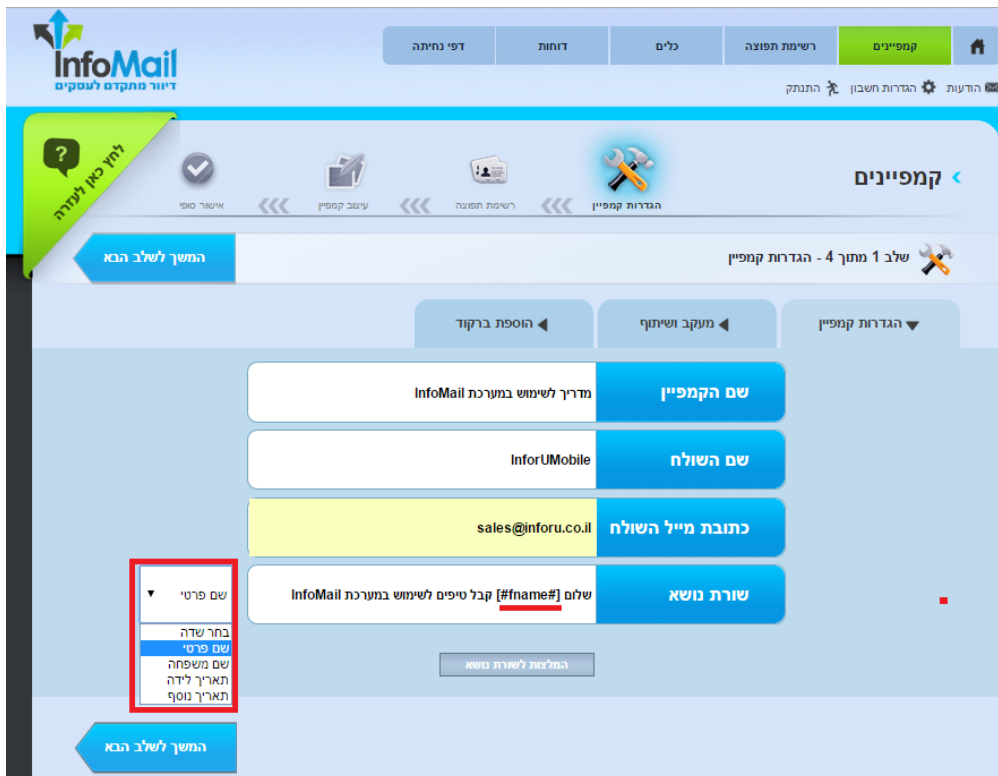 InfoMail
דיוור מתקדם לעסקים
קמפיינים
רשימת תפוצה
כלים
דוחות
דפי נחיתה
הודעות
הגדרות חשבון
התנתק
לחץ כאן לעזרה
קמפיינים
הגדרות קמפיין
רשימת תפוצה
עיצוב קמפיין
אישור סופי
שלב 1 מתוך 4 - הגדרות קמפיין
המשך לשלב הבא
הגדרות קמפיין
מעקב ושיתוף
הוספת ברקוד
שם הקמפיין
מדריך לשימוש במערכת InfoMail
שם השולח
InforUMobile
כתובת מייל השולח
sales@inforu.co.il
שורת נושא
שלום [#fname#] קבל טיפים לשימוש במערכת InfoMail
שם פרטי
בחר שדה
שם פרטי
שם משפחה
תאריך לידה
תאריך נוסף
המלצות לשורת נושא
המשך לשלב הבא